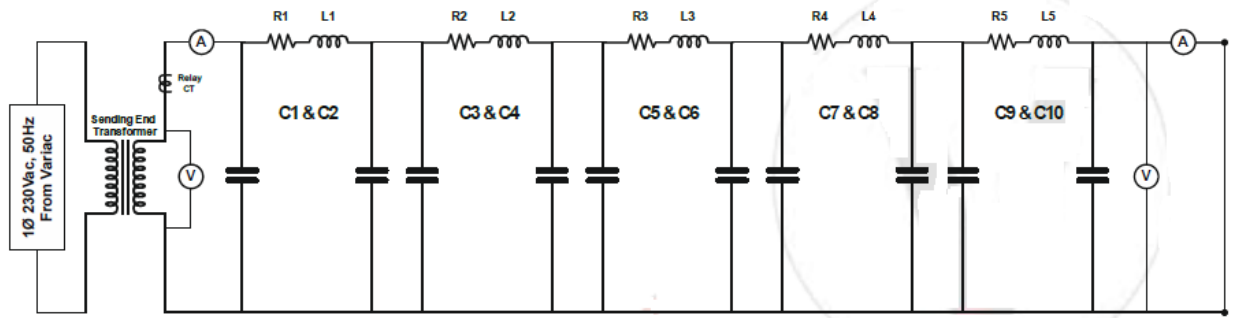 R1 L1 R2 L2 R3 L3 R4 L4 R5 L5
A A
Relay
CT
C1 & C2 C3 & C4 C5 & C6 C7 & C8 C9 & C10
Sending End
Transformer
1Ø 230Vac, 50Hz
From Variac
V V